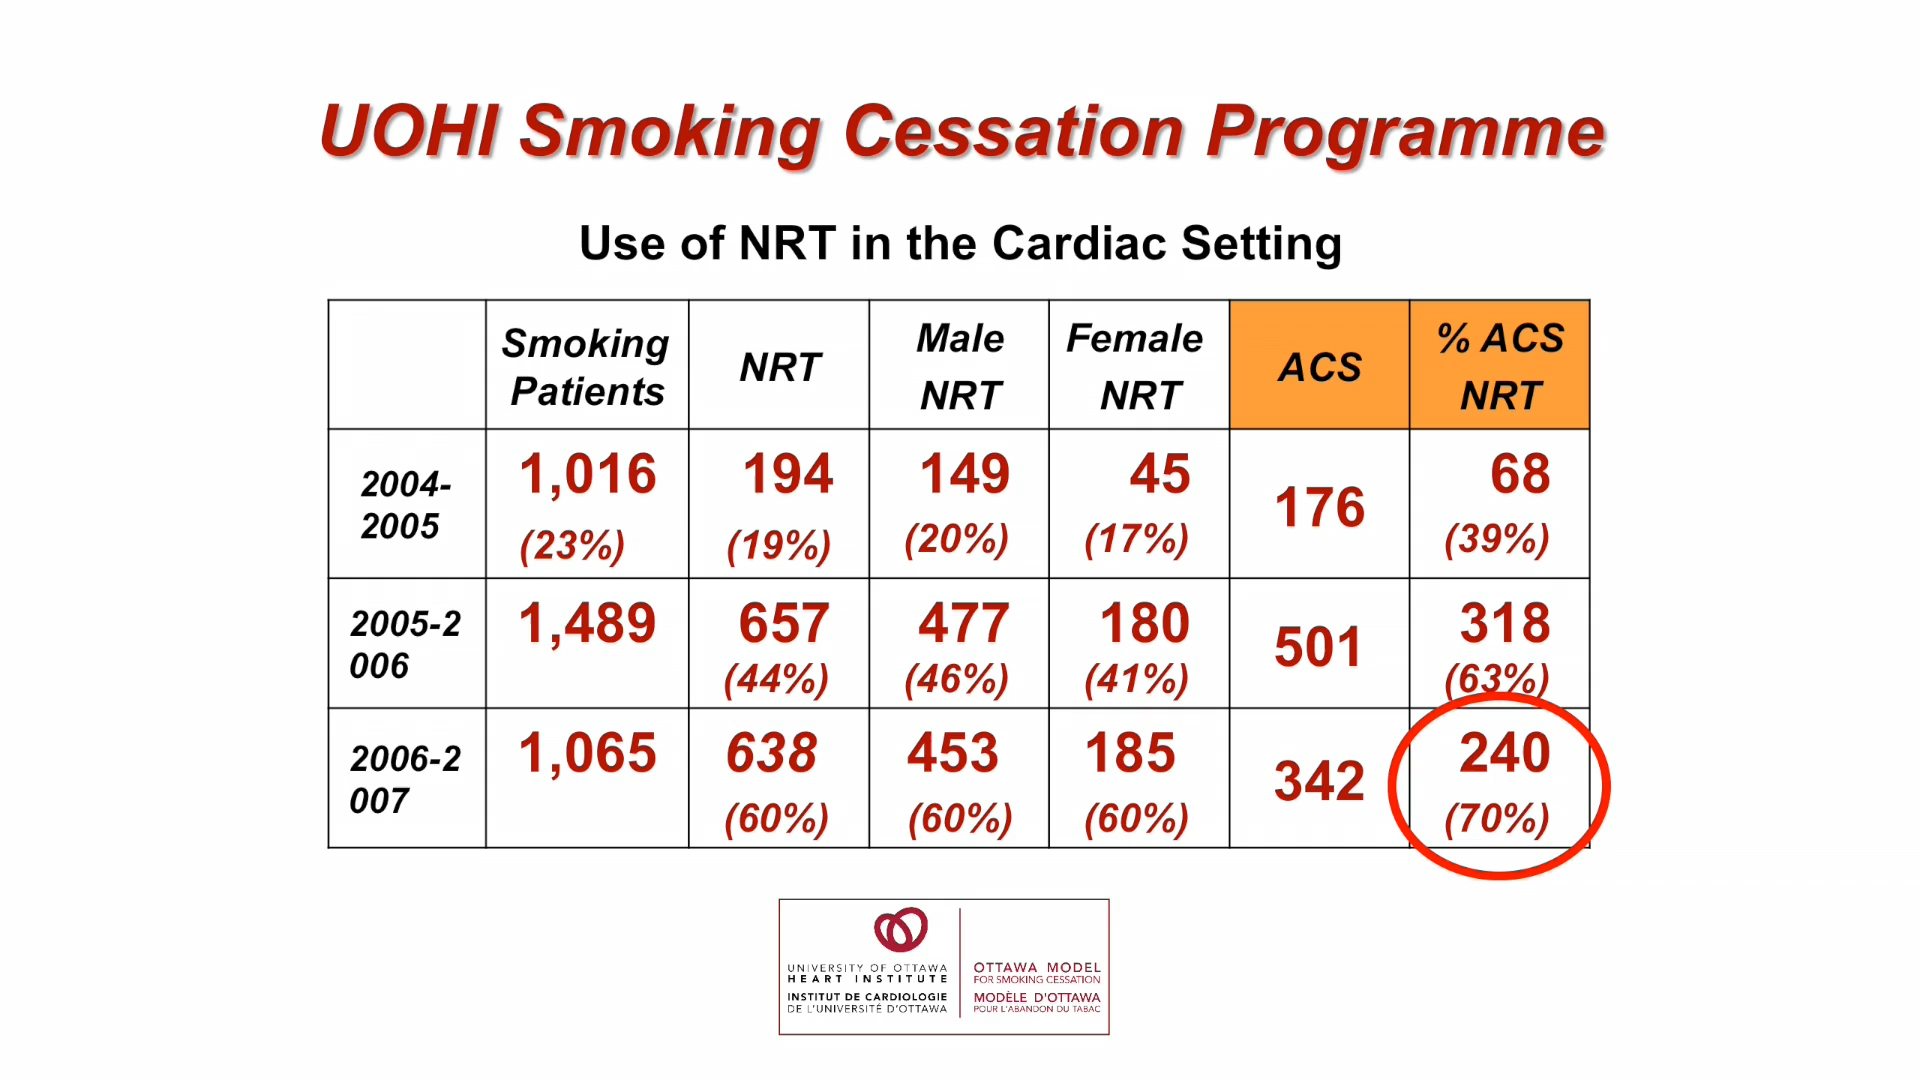 UOHI Smoking Cessation Programme
Use of NRT in the Cardiac Setting
Smoking Patients NRT Male NRT Female NRT ACS % ACS NRT
2004-2005 1,016 (23%) 194 (19%) 149 (20%) 45 (17%) 176 68 (39%)
2005-2006 1,489 657 (44%) 477 (46%) 180 (41%) 501 318 (63%)
2006-2007 1,065 638 (60%) 453 (60%) 185 (60%) 342 240 (70%)
UNIVERSITY OF OTTAWA
HEART INSTITUTE
INSTITUT DE CARDIOLOGIE
DE L'UNIVERSITÉ D'OTTAWA
OTTAWA MODEL
FOR SMOKING CESSATION
MODÈLE D'OTTAWA
POUR L'ABANDON DU TABAC